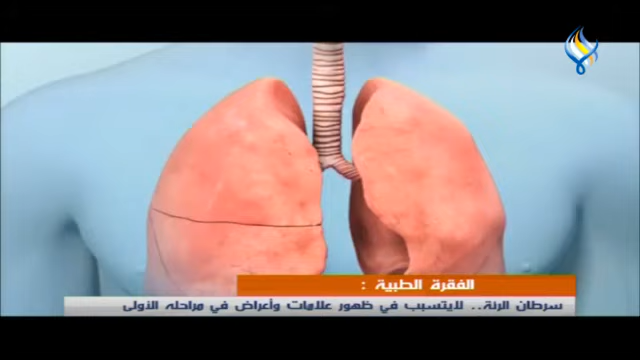 الفقرة الطبية :
سرطان الرئة.. لايتسبب في ظهور علامات وأعراض في مراحله الأولى